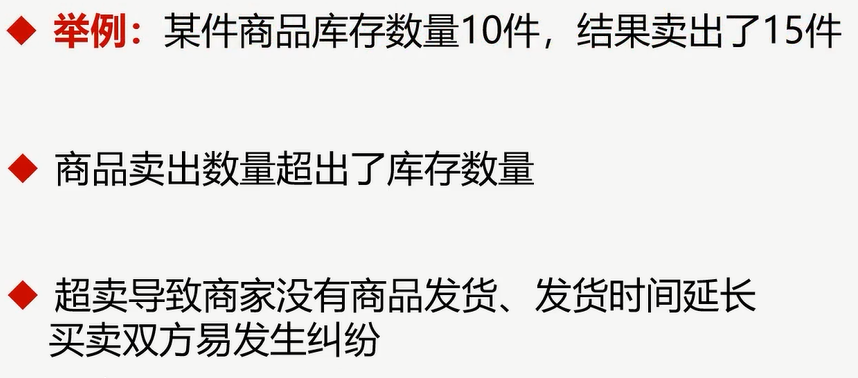 ◆ 举例：某件商品库存数量10件，结果卖出了15件
◆ 商品卖出数量超出了库存数量
◆ 超卖导致商家没有商品发货、发货时间延长
买卖双方易发生纠纷